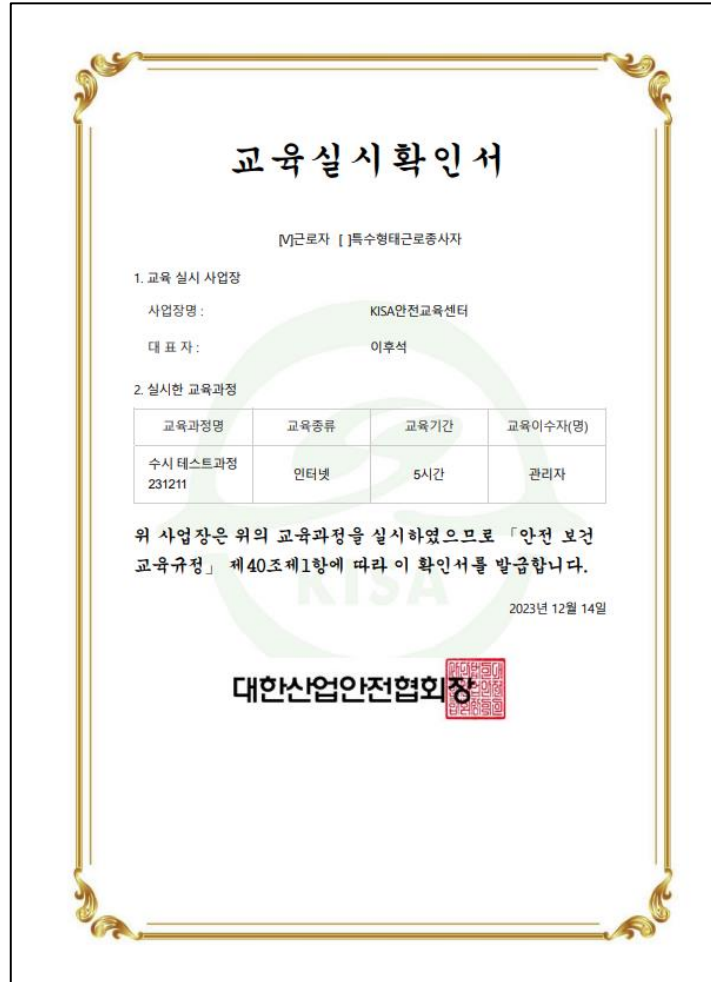 교육실시확인서
[V]근로자 [ ]특수형태근로종사자
1. 교육 실시 사업장
사업장명 : KISA안전교육센터
대 표 자 : 이후석
2. 실시한 교육과정
교육과정명 교육종류 교육기간 교육이수자(명)
수시 테스트과정 인터넷 5시간 관리자
231211
위 사업장은 위의 교육과정을 실시하였으므로 「안전 보건
교육규정」 제40조제1항에 따라 이 확인서를 발급합니다.
KISA
2023년 12월 14일
대한산업안전협회장